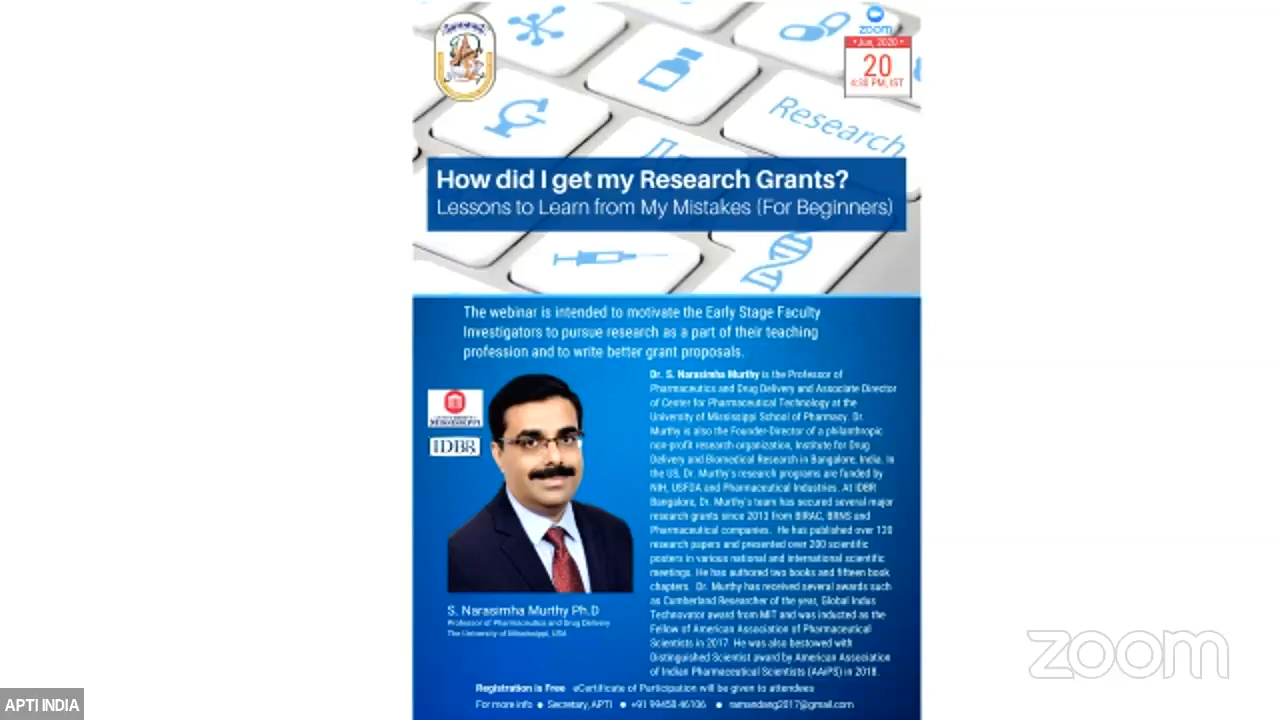 zoom
Jun, 2020
20
4:30 PM, IST
Research
How did I get my Research Grants?
Lessons to Learn from My Mistakes (For Beginners)
The webinar is intended to motivate the Early Stage Faculty
Investigators to pursue research as a part of their teaching
profession and to write better grant proposals.
MISSISSIPPI
IDBR
S. Narasimha Murthy Ph.D
Professor of Pharmaceutics and Drug Delivery
The University of Mississippi, USA
Dr. S. Narasimha Murthy is the Professor of
Pharmaceutics and Drug Delivery and Associate Director
of Center for Pharmaceutical Technology at the
University of Mississippi School of Pharmacy. Dr.
Murthy is also the Founder-Director of a philanthropic
non-profit research organization, Institute for Drug
Delivery and Biomedical Research in Bangalore, India. In
the US, Dr. Murthy's research programs are funded by
NIH, USFDA and Pharmaceutical Industries. At IDBR
Bangalore, Dr. Murthy's team has secured several major
research grants since 2013 from BIRAC, BRNS and
Pharmaceutical companies. He has published over 120
research papers and presented over 200 scientific
posters in various national and international scientific
meetings. He has authored two books and fifteen book
chapters. Dr. Murthy has received several awards such
as Cumberland Researcher of the year, Global Indus
Technovator award from MIT and was inducted as the
Fellow of American Association of Pharmaceutical
Scientists in 2017. He was also bestowed with
Distinguished Scientist award by American Association
of Indian Pharmaceutical Scientists (AAiPS) in 2018.
Registration is Free eCertificate of Participation will be given to attendees
For more info ● Secretary, APTI ● +91 99458 46106 ● ramandang2017@gmail.com
zoom
APTI INDIA